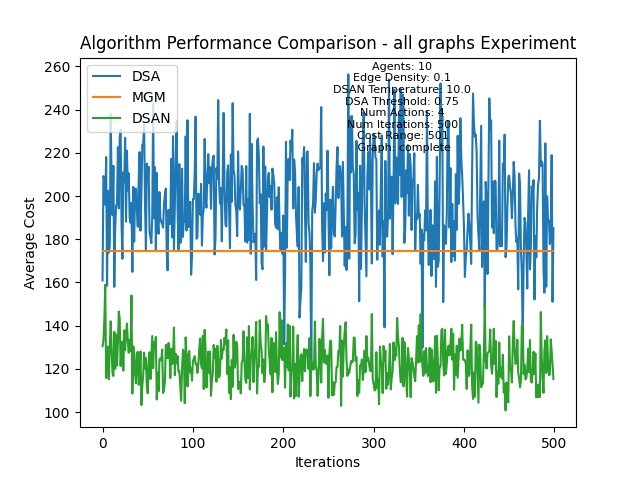 Algorithm Performance Comparison - all graphs Experiment
DSA
MGM
DSAN
Agents: 10
Edge Density: 0.1
DSAN Temperature: 10.0
DSA Threshold: 0.75
Num Actions: 4
Num Iterations: 500
Cost Range: 501
Graph: complete
260
240
220
200
180
160
140
120
100
Average Cost
0
100
200
300
400
500
Iterations